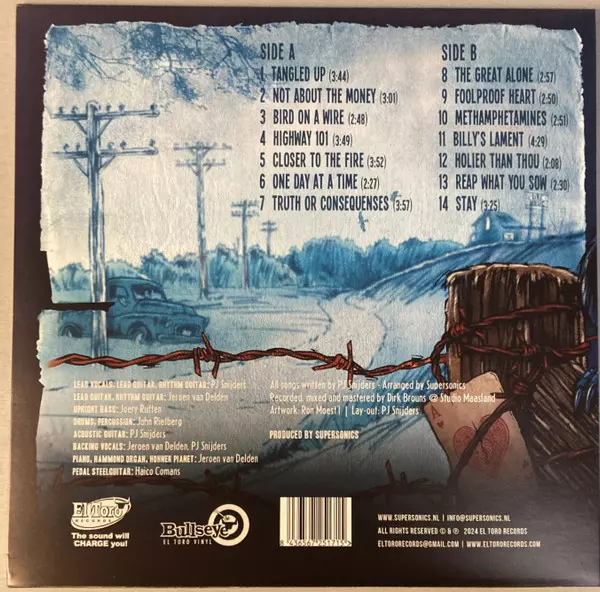 SIDE A
1 TANGLED UP (3:44)
2 NOT ABOUT THE MONEY (3:01)
3 BIRD ON A WIRE (2:48)
4 HIGHWAY 101 (3:49)
5 CLOSER TO THE FIRE (3:52)
6 ONE DAY AT A TIME (2:27)
7 TRUTH OR CONSEQUENSES (3:57)
SIDE B
8 THE GREAT ALONE (2:57)
9 FOOLPROOF HEART (2:50)
10 METHAMPHETAMINES (2:51)
11 BILLY'S LAMENT (4:29)
12 HOLIER THAN THOU (2:08)
13 REAP WHAT YOU SOW (2:30)
14 STAY (3:25)
LEAD VOCALS, LEAD GUITAR, RHYTHM GUITAR: PJ Snijders
LEAD GUITAR, RHYTHM GUITAR: Jeroen van Delden
UPRIGHT BASS: Joery Ruften
DRUMS, PERCUSSION: John Rietberg
ACOUSTIC GUITAR: PJ Snijders
BACKING VOCALS: Jeroen van Delden, PJ Snijders
PIANO, HAMMOND ORGAN, HOHNER PIANET: Jeroen van Delden
PEDAL STEELGUITAR: Haico Comans
All songs written by PJ Snijders - Arranged by Supersonics
Recorded, mixed and mastered by Dirk Brouns @ Studio Maasland
Artwork: Ron Moest1 | Lay-out: PJ Snijders
PRODUCED BY SUPERSONICS
A
El Toro
RECORDS
The sound will
CHARGE you!
Bullseye
EL TORO VINYL
8 436567 251715
WWW.SUPERSONICS.NL | INFO@SUPERSONICS.NL
ALL RIGHTS RESERVED © & ℗ 2024 EL TORO RECORDS
ELTORORECORDS@GMAIL.COM | WWW.ELTORORECORDS.COM